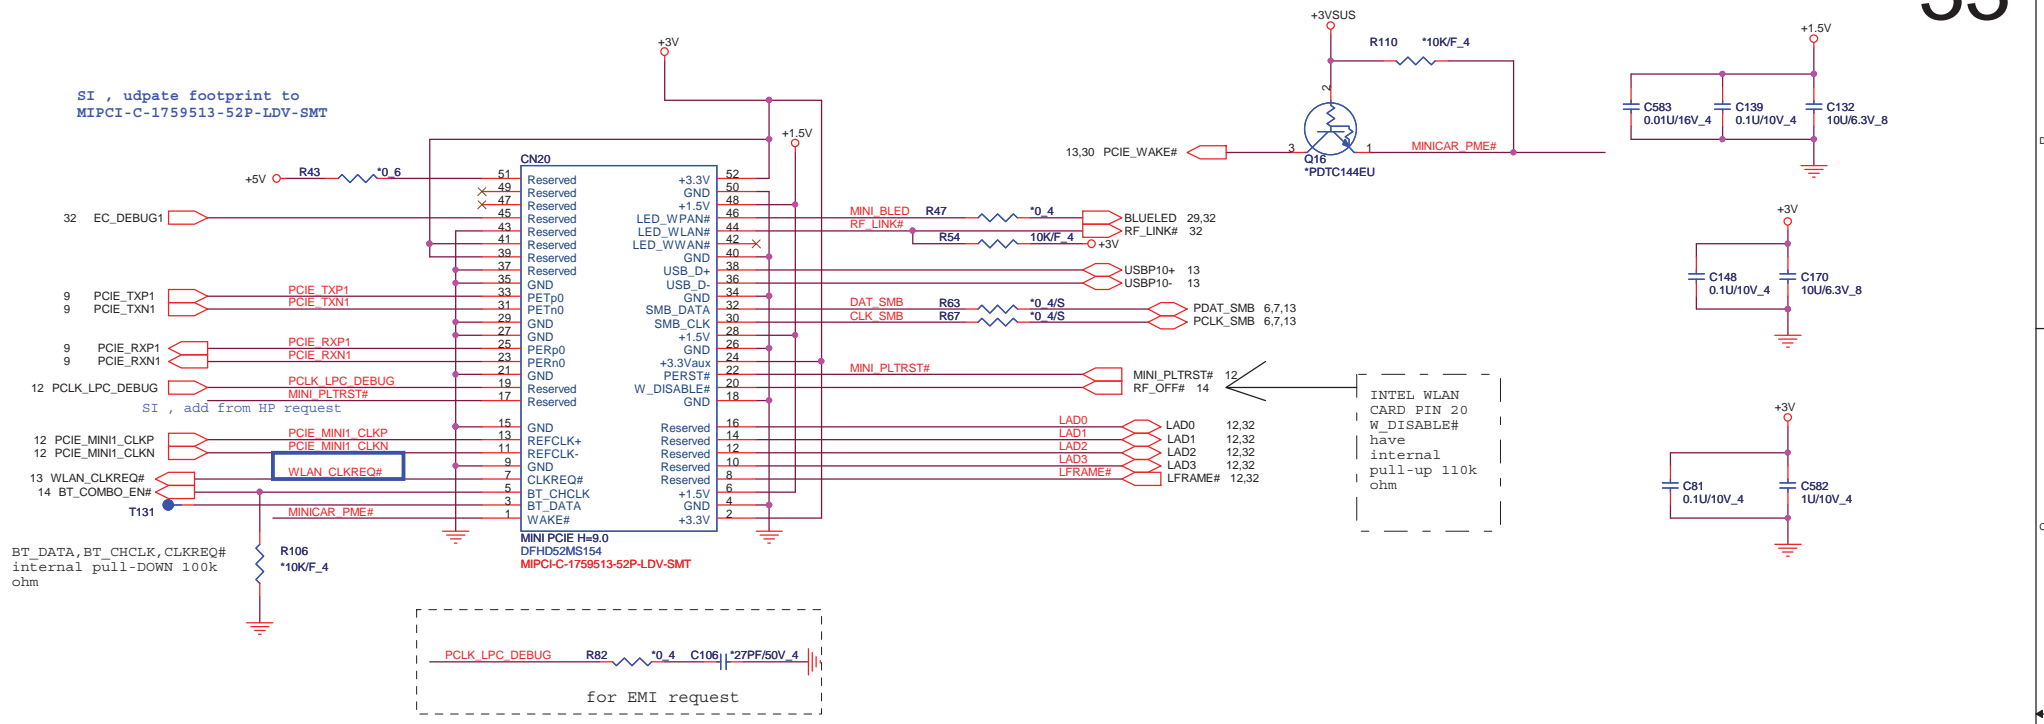 +3VSUS
R110 *10K/F_4
2
13,30 PCIE_WAKE# 3 1 MINICAR_PME#
Q16
*PDTC144EU
+1.5V
C583
0.01U/16V_4
C139
0.1U/10V_4
C132
10U/6.3V_8
+3V
SI , udpate footprint to
MIPCI-C-1759513-52P-LDV-SMT
+1.5V
CN20
+5V R43 *0_6 51 Reserved
49 Reserved
47 Reserved
32 EC_DEBUG1 45 Reserved
43 Reserved
41 Reserved
39 Reserved
37 Reserved
35 GND
9 PCIE_TXP1 PCIE_TXP1 33 PETp0
9 PCIE_TXN1 PCIE_TXN1 31 PETn0
29 GND
27 GND
9 PCIE_RXP1 PCIE_RXP1 25 PERp0
9 PCIE_RXN1 PCIE_RXN1 23 PERn0
21 GND
12 PCLK_LPC_DEBUG PCLK_LPC_DEBUG 19 Reserved
MINI_PLTRST# 17 Reserved
SI , add from HP request
15 GND
12 PCIE_MINI1_CLKP PCIE_MINI1_CLKP 13 REFCLK+
12 PCIE_MINI1_CLKN PCIE_MINI1_CLKN 11 REFCLK-
9 GND
13 WLAN_CLKREQ# WLAN_CLKREQ# 7 CLKREQ#
14 BT_COMBO_EN# 5 BT_CHCLK
T131 3 BT_DATA
MINICAR_PME# 1 WAKE#
+3.3V 52
GND 50
+1.5V 48
LED_WPAN# 46 MINI_BLED R47 *0_4 BLUELED 29,32
LED_WLAN# 44 RF_LINK# RF_LINK# 32
LED_WWAN# 42 R54 10K/F_4 +3V
GND 40
USB_D+ 38 USBP10+ 13
USB_D- 36 USBP10- 13
GND 34
SMB_DATA 32 DAT_SMB R63 *0_4/S PDAT_SMB 6,7,13
SMB_CLK 30 CLK_SMB R67 *0_4/S PCLK_SMB 6,7,13
+1.5V 28
GND 26
+3.3Vaux 24
PERST# 22 MINI_PLTRST# MINI_PLTRST# 12
W_DISABLE# 20 RF_OFF# 14
GND 18
Reserved 16 LAD0 LAD0 12,32
Reserved 14 LAD1 LAD1 12,32
Reserved 12 LAD2 LAD2 12,32
Reserved 10 LAD3 LAD3 12,32
Reserved 8 LFRAME# LFRAME# 12,32
+1.5V 6
GND 4
+3.3V 2
MINI PCIE H=9.0
DFHD52MS154
MIPCI-C-1759513-52P-LDV-SMT
INTEL WLAN
CARD PIN 20
W_DISABLE#
have
internal
pull-up 110k
ohm
+3V
C148
0.1U/10V_4
C170
10U/6.3V_8
+3V
C81
0.1U/10V_4
C582
1U/10V_4
BT_DATA,BT_CHCLK,CLKREQ#
internal pull-DOWN 100k
ohm
R106
*10K/F_4
PCLK_LPC_DEBUG R82 *0_4 C106 *27PF/50V_4
for EMI request